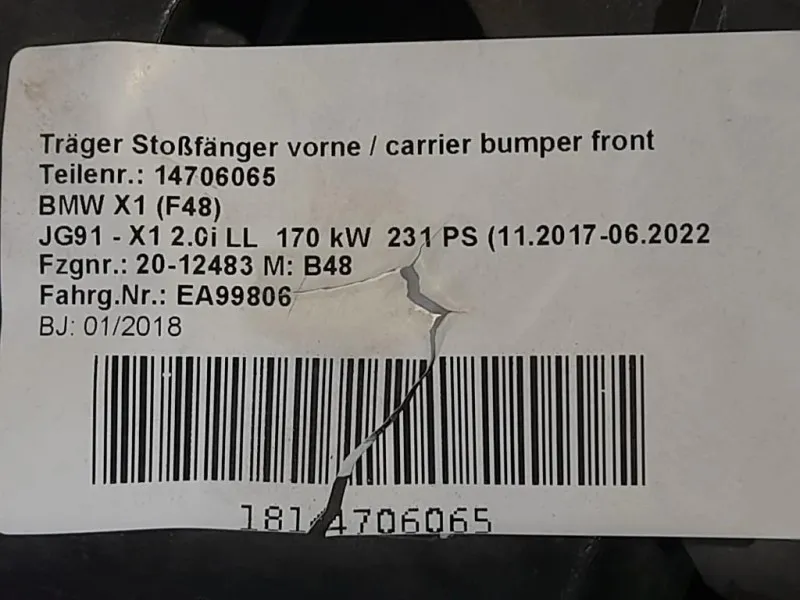 Träger Stoßfänger vorne / carrier bumper front
Teilenr.: 14706065
BMW X1 (F48)
JG91 - X1 2.0i LL 170 kW 231 PS (11.2017-06.2022
Fzgnr.: 20-12483 M: B48
Fahrg.Nr.: EA99806
BJ: 01/2018
18114706065